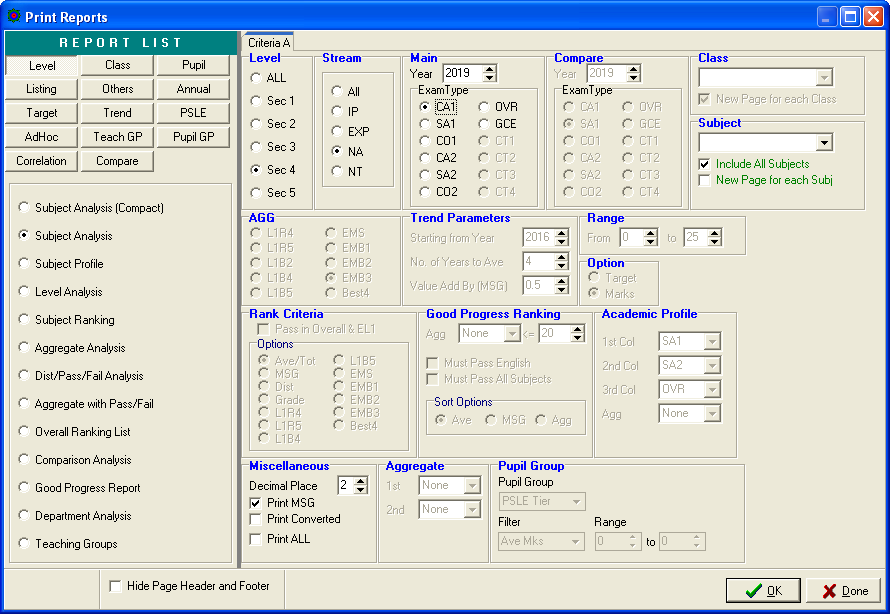 Print Reports
REPORT LIST
Level Class Pupil
Listing Others Annual
Target Trend PSLE
AdHoc Teach GP Pupil GP
Correlation Compare
Subject Analysis (Compact)
Subject Analysis
Subject Profile
Level Analysis
Subject Ranking
Aggregate Analysis
Dist/Pass/Fail Analysis
Aggregate with Pass/Fail
Overall Ranking List
Comparison Analysis
Good Progress Report
Department Analysis
Teaching Groups
Criteria A
Level
ALL
Sec 1
Sec 2
Sec 3
Sec 4
Sec 5
Stream
All
IP
EXP
NA
NT
Main
Year 2019
ExamType
CA1 OVR
SA1 GCE
CO1 CT1
CA2 CT2
SA2 CT3
CO2 CT4
Compare
Year 2019
ExamType
CA1 OVR
SA1 GCE
CO1 CT1
CA2 CT2
SA2 CT3
CO2 CT4
Class
New Page for each Class
Subject
Include All Subjects
New Page for each Subj
AGG
L1R4 EMS
L1R5 EMB1
L1B2 EMB2
L1B4 EMB3
L1B5 Best4
Trend Parameters
Starting from Year 2016
No. of Years to Ave 4
Value Add By (MSG) 0.5
Range
From 0 to 25
Option
Target
Marks
Rank Criteria
Pass in Overall & EL1
Options
Ave/Tot L1B5
MSG EMS
Dist EMB1
Grade EMB2
L1R4 EMB3
L1R5 Best4
L1B4
Good Progress Ranking
Agg None <= 20
Must Pass English
Must Pass All Subjects
Sort Options
Ave MSG Agg
Academic Profile
1st Col SA1
2nd Col SA2
3rd Col OVR
Agg None
Miscellaneous
Decimal Place 2
Print MSG
Print Converted
Print ALL
Aggregate
1st None
2nd None
Pupil Group
Pupil Group
PSLE Tier
Filter Range
Ave Mks 0 to 0
Hide Page Header and Footer
OK Done